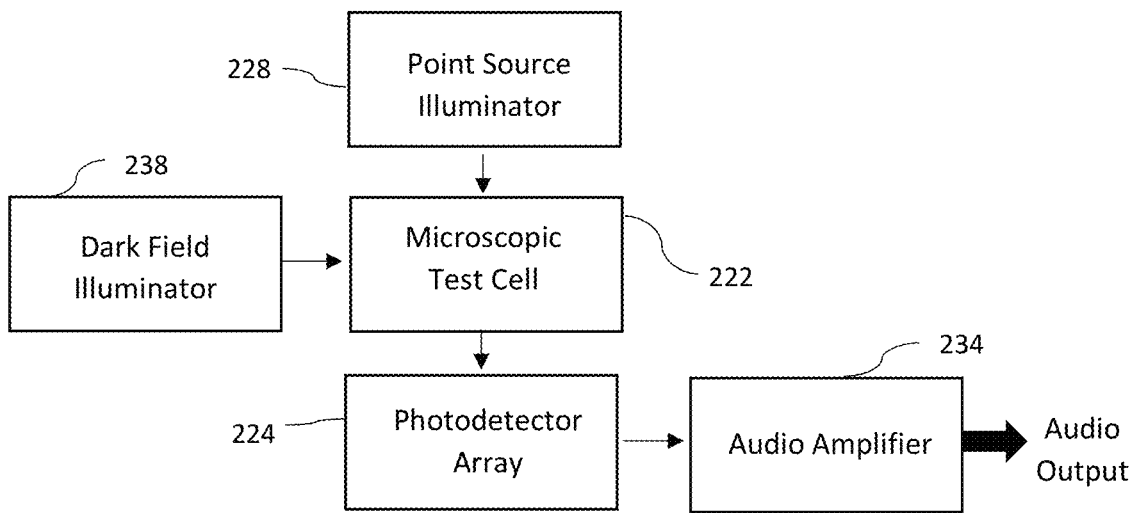 228
Point Source
Illuminator
238
Dark Field
Illuminator
Microscopic
Test Cell
222
224
Photodetector
Array
234
Audio Amplifier
Audio
Output